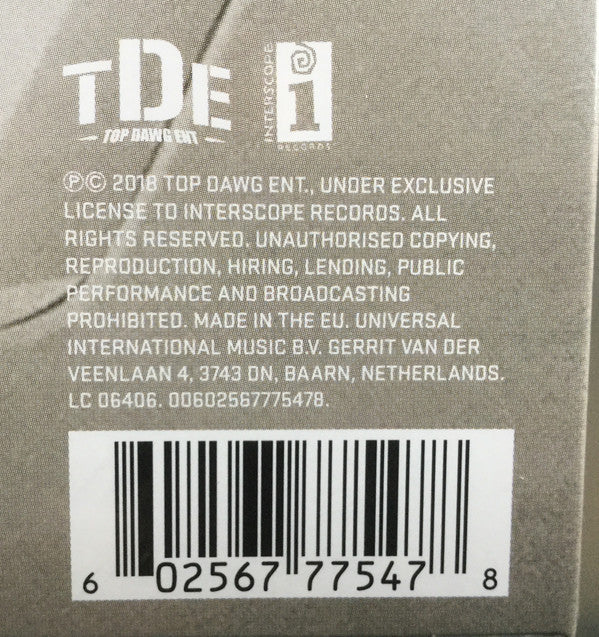 TDE
TOP DAWG ENT
INTERSCOPE
i
RECORDS
℗© 2018 TOP DAWG ENT., UNDER EXCLUSIVE
LICENSE TO INTERSCOPE RECORDS. ALL
RIGHTS RESERVED. UNAUTHORISED COPYING,
REPRODUCTION, HIRING, LENDING, PUBLIC
PERFORMANCE AND BROADCASTING
PROHIBITED. MADE IN THE EU. UNIVERSAL
INTERNATIONAL MUSIC B.V. GERRIT VAN DER
VEENLAAN 4, 3743 DN, BAARN, NETHERLANDS.
LC 06406. 00602567775478.
6 02567 77547 8